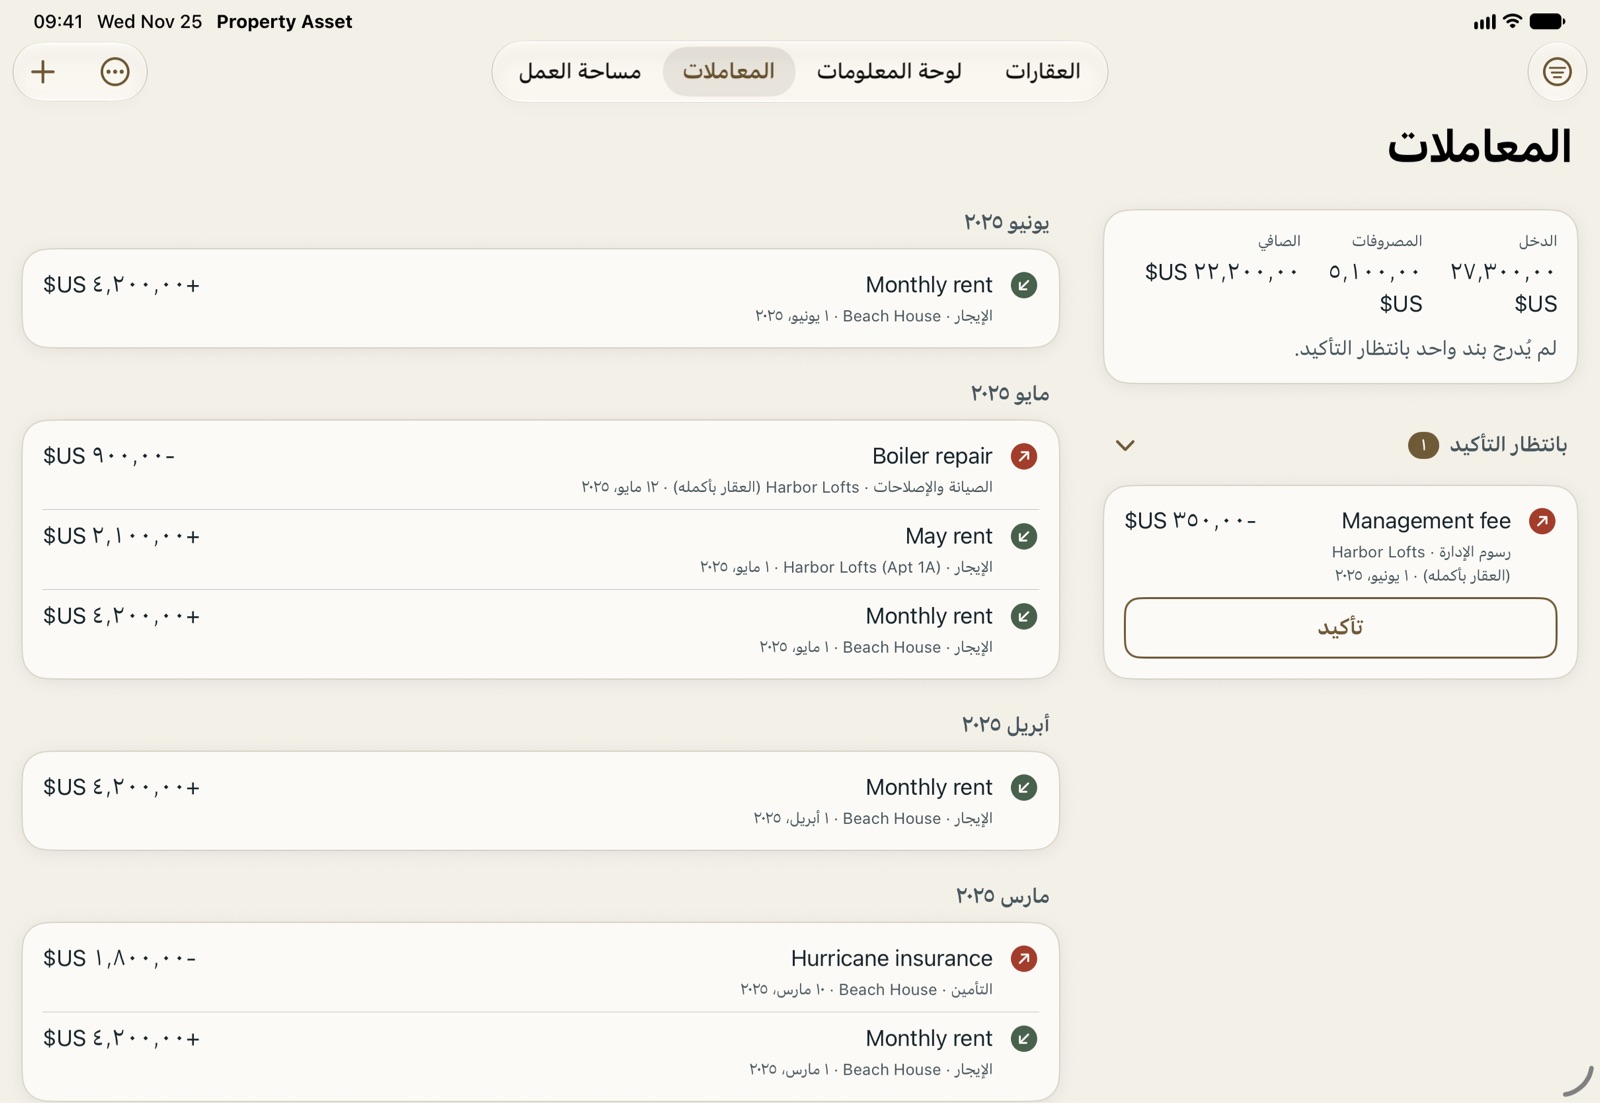 09:41 Wed Nov 25 Property Asset
العقارات
لوحة المعلومات
المعاملات
مساحة العمل
المعاملات
الدخل
المصروفات
الصافي
٢٧,٣٠٠,٠٠ US$
٥,١٠٠,٠٠ US$
٢٢,٢٠٠,٠٠ US$
لم يُدرج بند واحد بانتظار التأكيد.
بانتظار التأكيد ١
Management fee
-٣٥٠,٠٠ US$
رسوم الإدارة · Harbor Lofts
(العقار بأكمله) · ١ يونيو، ٢٠٢٥
تأكيد
يونيو ٢٠٢٥
Monthly rent
+٤,٢٠٠,٠٠ US$
الإيجار · Beach House · ١ يونيو، ٢٠٢٥
مايو ٢٠٢٥
Boiler repair
-٩٠٠,٠٠ US$
الصيانة والإصلاحات · Harbor Lofts (العقار بأكمله) · ١٢ مايو، ٢٠٢٥
May rent
+٢,١٠٠,٠٠ US$
الإيجار · Harbor Lofts (Apt 1A) · ١ مايو، ٢٠٢٥
Monthly rent
+٤,٢٠٠,٠٠ US$
الإيجار · Beach House · ١ مايو، ٢٠٢٥
أبريل ٢٠٢٥
Monthly rent
+٤,٢٠٠,٠٠ US$
الإيجار · Beach House · ١ أبريل، ٢٠٢٥
مارس ٢٠٢٥
Hurricane insurance
-١,٨٠٠,٠٠ US$
التأمين · Beach House · ١٠ مارس، ٢٠٢٥
Monthly rent
+٤,٢٠٠,٠٠ US$
الإيجار · Beach House · ١ مارس، ٢٠٢٥